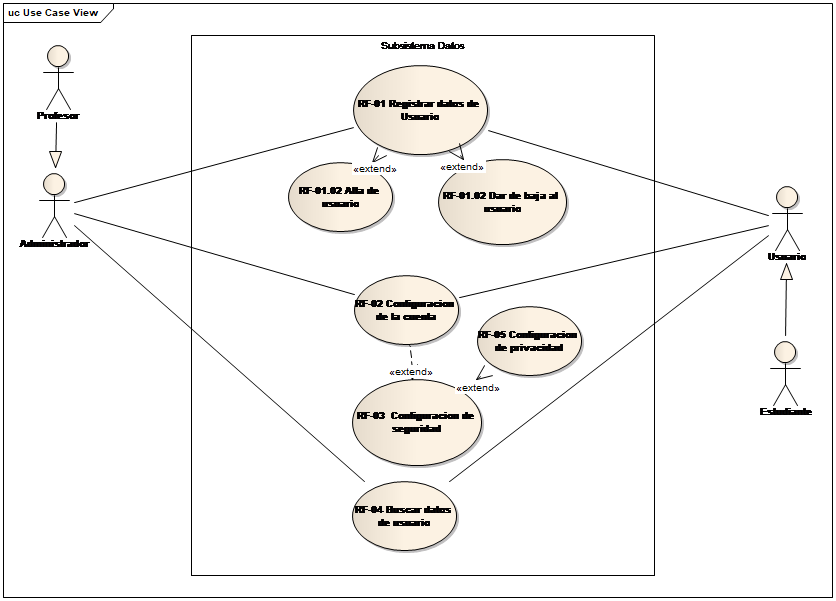 uc Use Case View
Subsistema Datos
Profesor
RF-01 Registrar datos de
Usuario
«extend»
«extend»
RF-01.02 Alta de
usuario
RF-01.02 Dar de baja al
usuario
Administrador
Usuario
RF-02 Configuracion
de la cuenta
RF-05 Configuracion
de privacidad
«extend»
«extend»
RF-03 Configuracion de
seguridad
Estudiante
RF-04 Buscar datos
de usuario